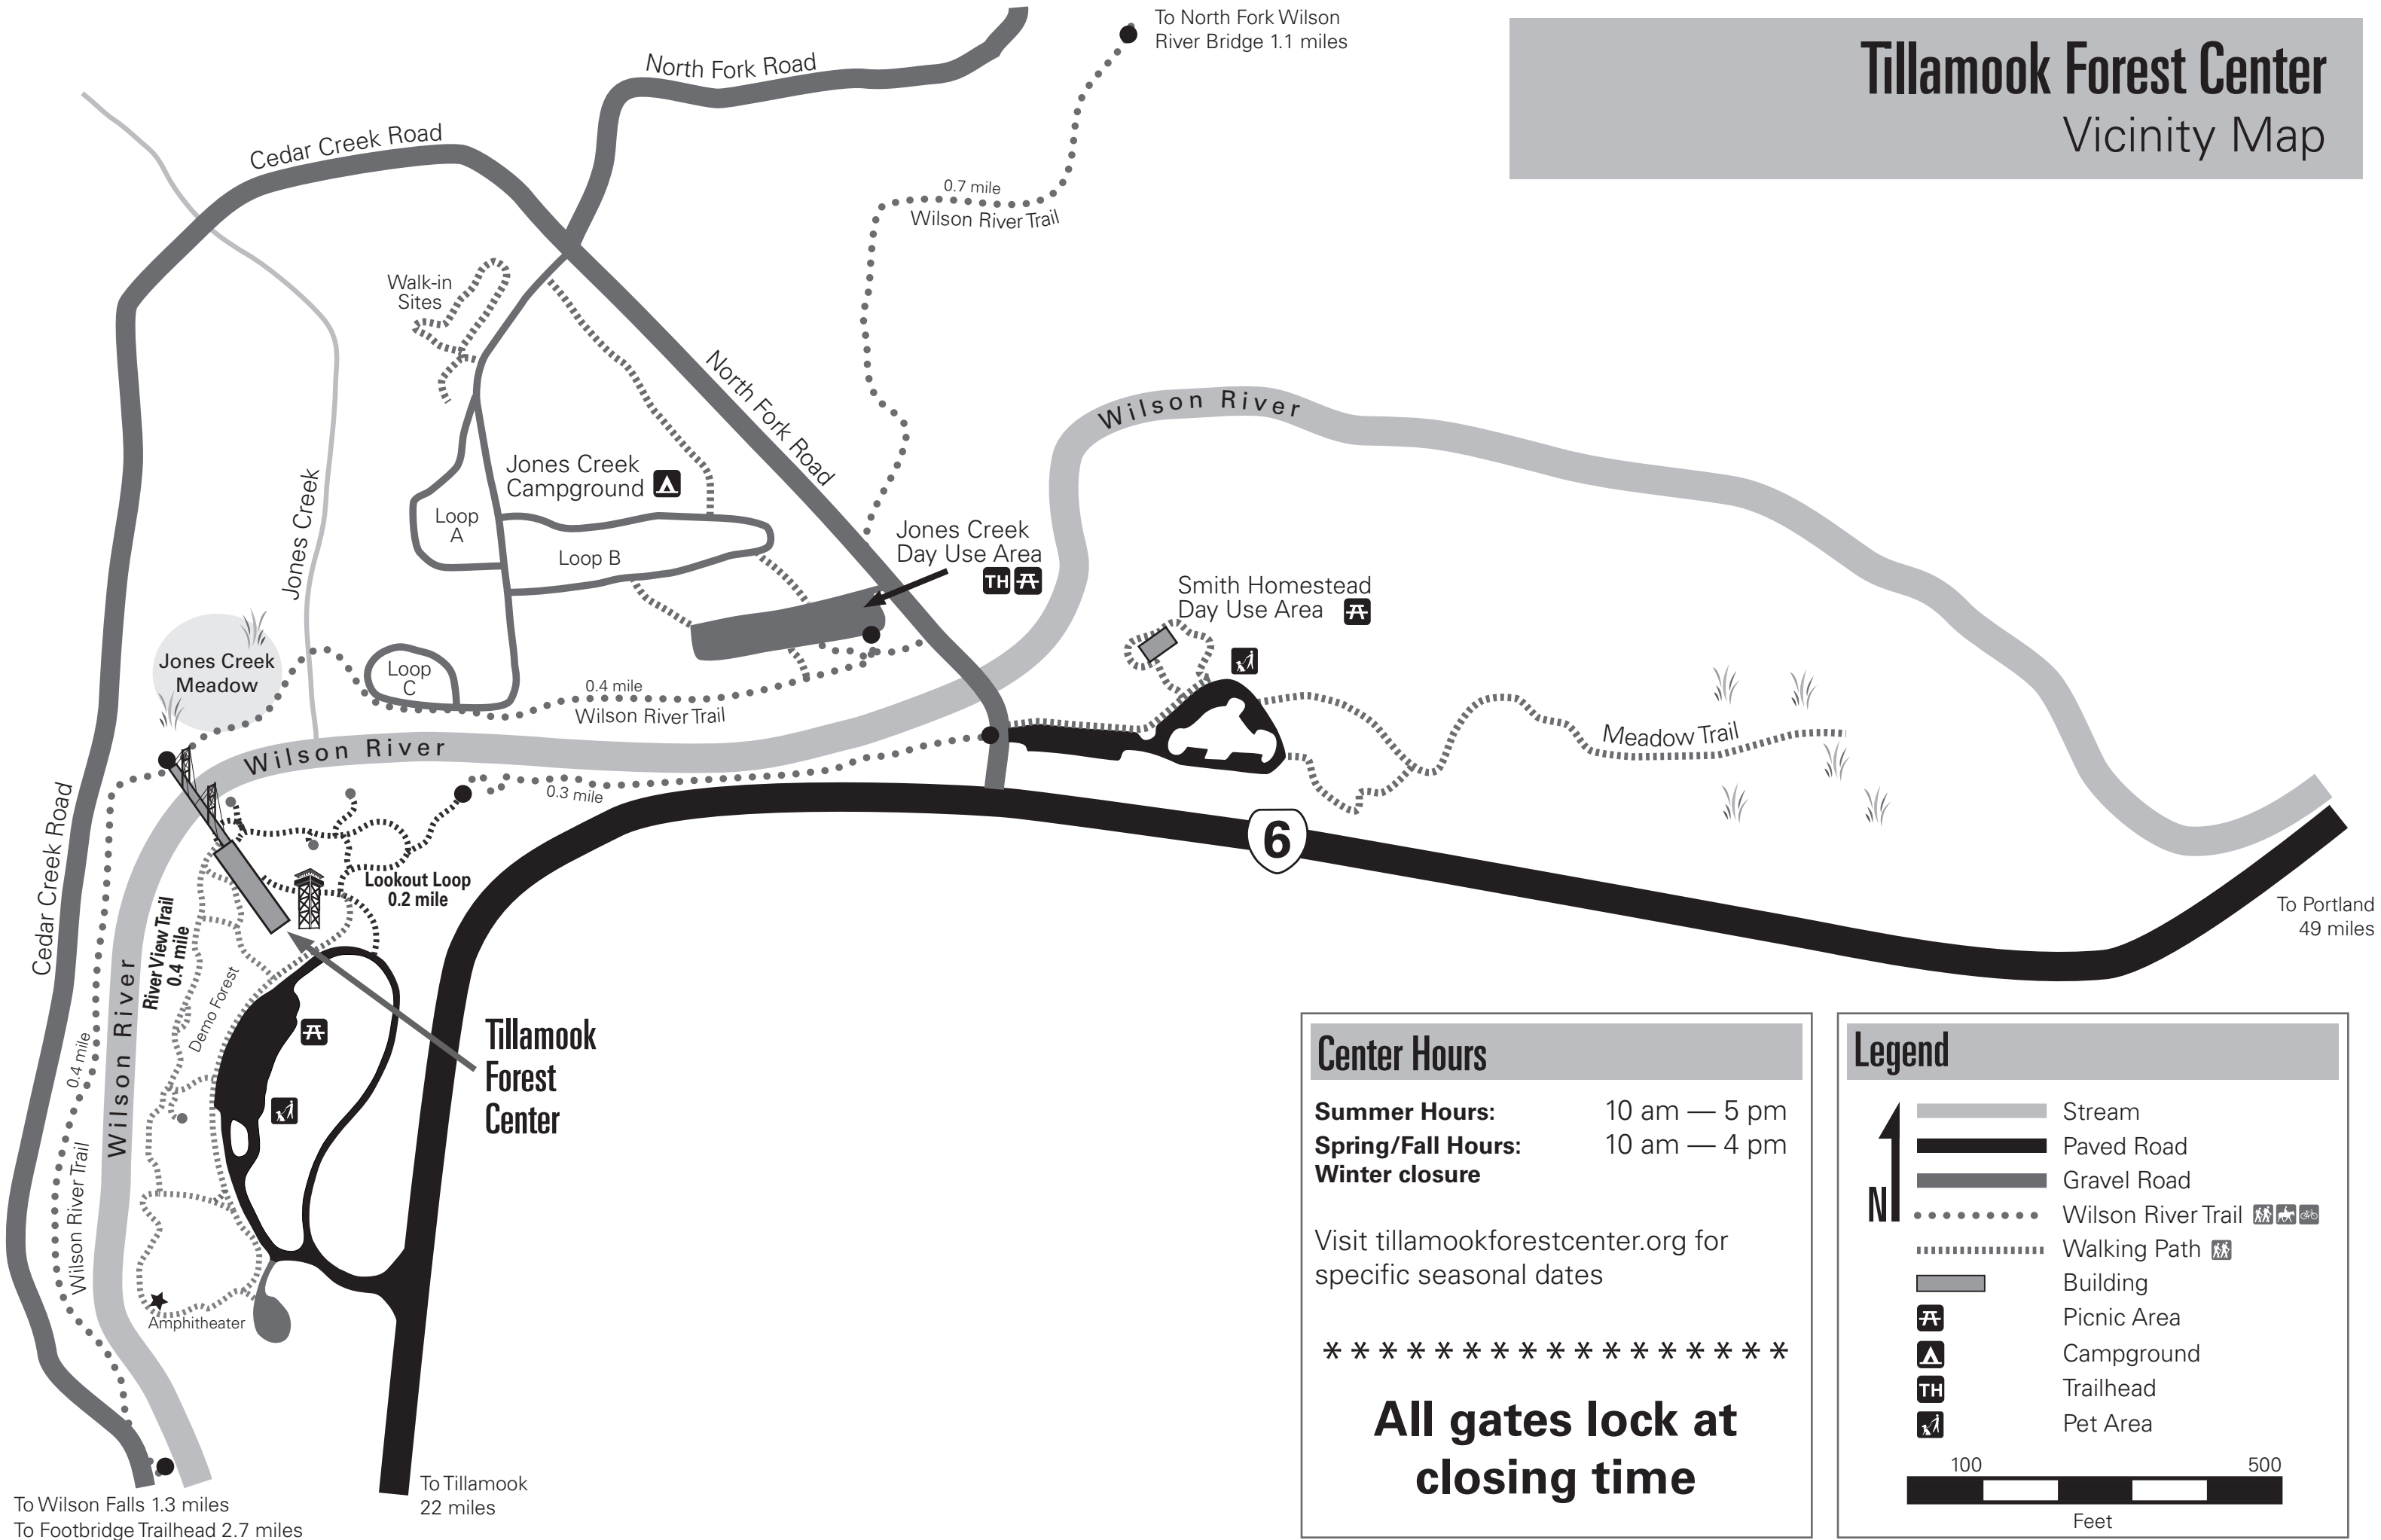 Tillamook Forest Center
Vicinity Map
To North Fork Wilson
River Bridge 1.1 miles
North Fork Road
Cedar Creek Road
0.7 mile
Wilson River Trail
Walk-in
Sites
North Fork Road
Wilson River
Jones Creek
Campground
Loop
A
Loop B
Jones Creek
Jones Creek
Day Use Area
TH
Smith Homestead
Day Use Area
Jones Creek
Meadow
Loop
C
0.4 mile
Wilson River Trail
Meadow Trail
Wilson River
0.3 mile
6
Cedar Creek Road
Lookout Loop
0.2 mile
River View Trail
0.4 mile
To Portland
49 miles
Wilson River
Demo Forest
0.4 mile
Wilson River Trail
Tillamook
Forest
Center
Amphitheater
To Tillamook
22 miles
To Wilson Falls 1.3 miles
To Footbridge Trailhead 2.7 miles
Center Hours
Summer Hours: 10 am — 5 pm
Spring/Fall Hours: 10 am — 4 pm
Winter closure
Visit tillamookforestcenter.org for
specific seasonal dates
* * * * * * * * * * * * * * * * *
All gates lock at
closing time
Legend
N
Stream
Paved Road
Gravel Road
Wilson River Trail
Walking Path
Building
Picnic Area
Campground
TH Trailhead
Pet Area
100 500
Feet